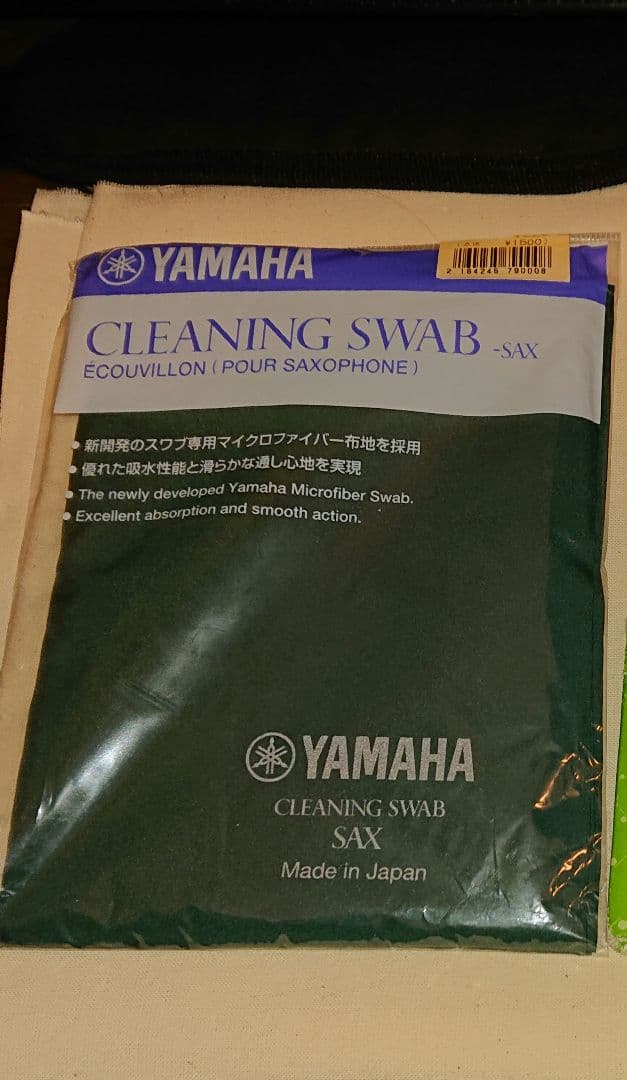 YAMAHA
¥1500
2 164246 790008
CLEANING SWAB -SAX
ÉCOUVILLON (POUR SAXOPHONE)
• 新開発のスワブ専用マイクロファイバー布地を採用
• 優れた吸水性能と滑らかな通し心地を実現
• The newly developed Yamaha Microfiber Swab.
• Excellent absorption and smooth action.
YAMAHA
CLEANING SWAB
SAX
Made in Japan